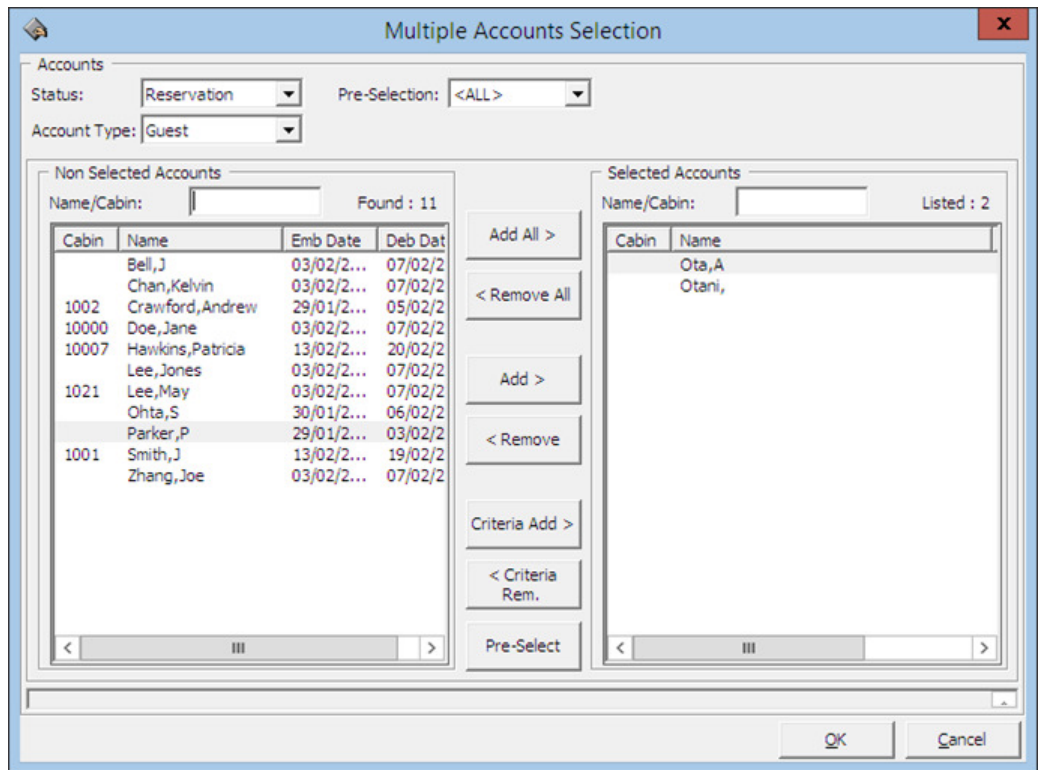 Multiple Accounts Selection
x
Accounts
Status: Reservation Pre-Selection: <ALL>
Account Type: Guest
Non Selected Accounts
Name/Cabin: Found : 11
Cabin Name Emb Date Deb Dat
Bell,J 03/02/2... 07/02/2
Chan,Kelvin 03/02/2... 07/02/2
1002 Crawford,Andrew 29/01/2... 05/02/2
10000 Doe,Jane 03/02/2... 07/02/2
10007 Hawkins,Patricia 13/02/2... 20/02/2
Lee,Jones 03/02/2... 07/02/2
1021 Lee,May 03/02/2... 07/02/2
Ohta,S 30/01/2... 06/02/2
Parker,P 29/01/2... 03/02/2
1001 Smith,J 13/02/2... 19/02/2
Zhang,Joe 03/02/2... 07/02/2
Add All >
< Remove All
Add >
< Remove
Criteria Add >
< Criteria
Rem.
Pre-Select
Selected Accounts
Name/Cabin: Listed : 2
Cabin Name
Ota,A
Otani,
OK Cancel